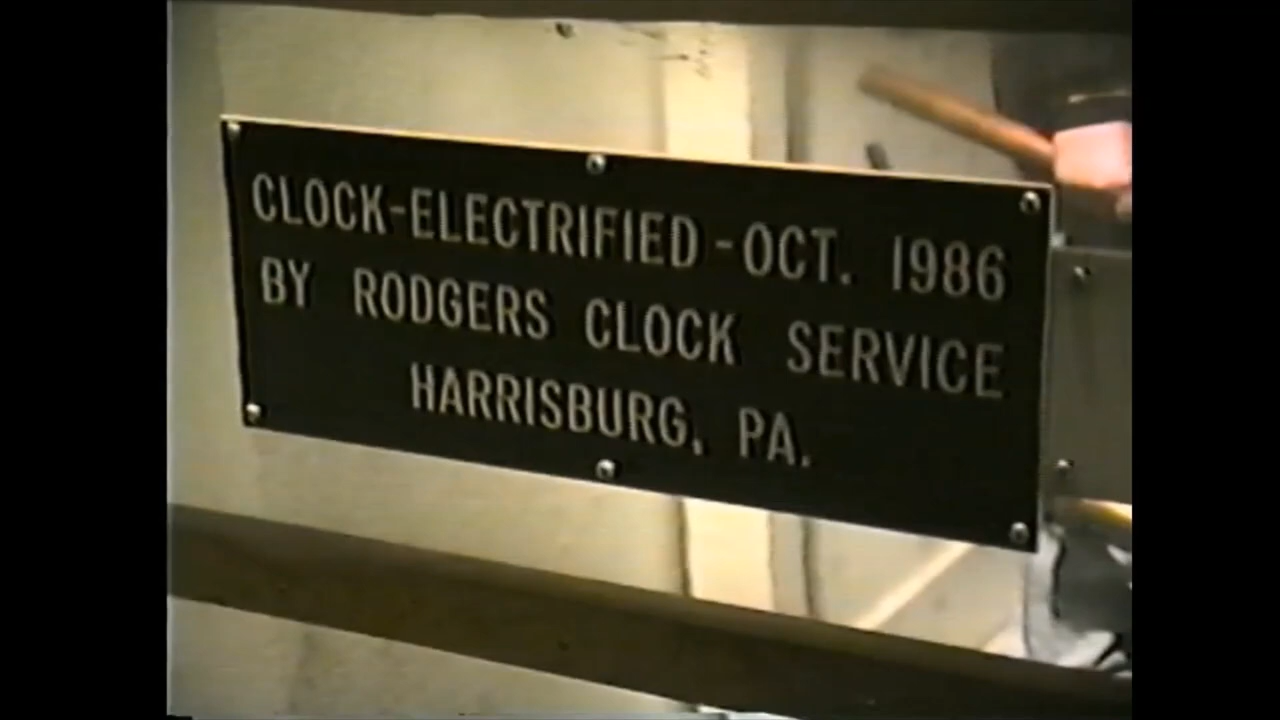 CLOCK-ELECTRIFIED - OCT. 1986
BY RODGERS CLOCK SERVICE
HARRISBURG, PA.